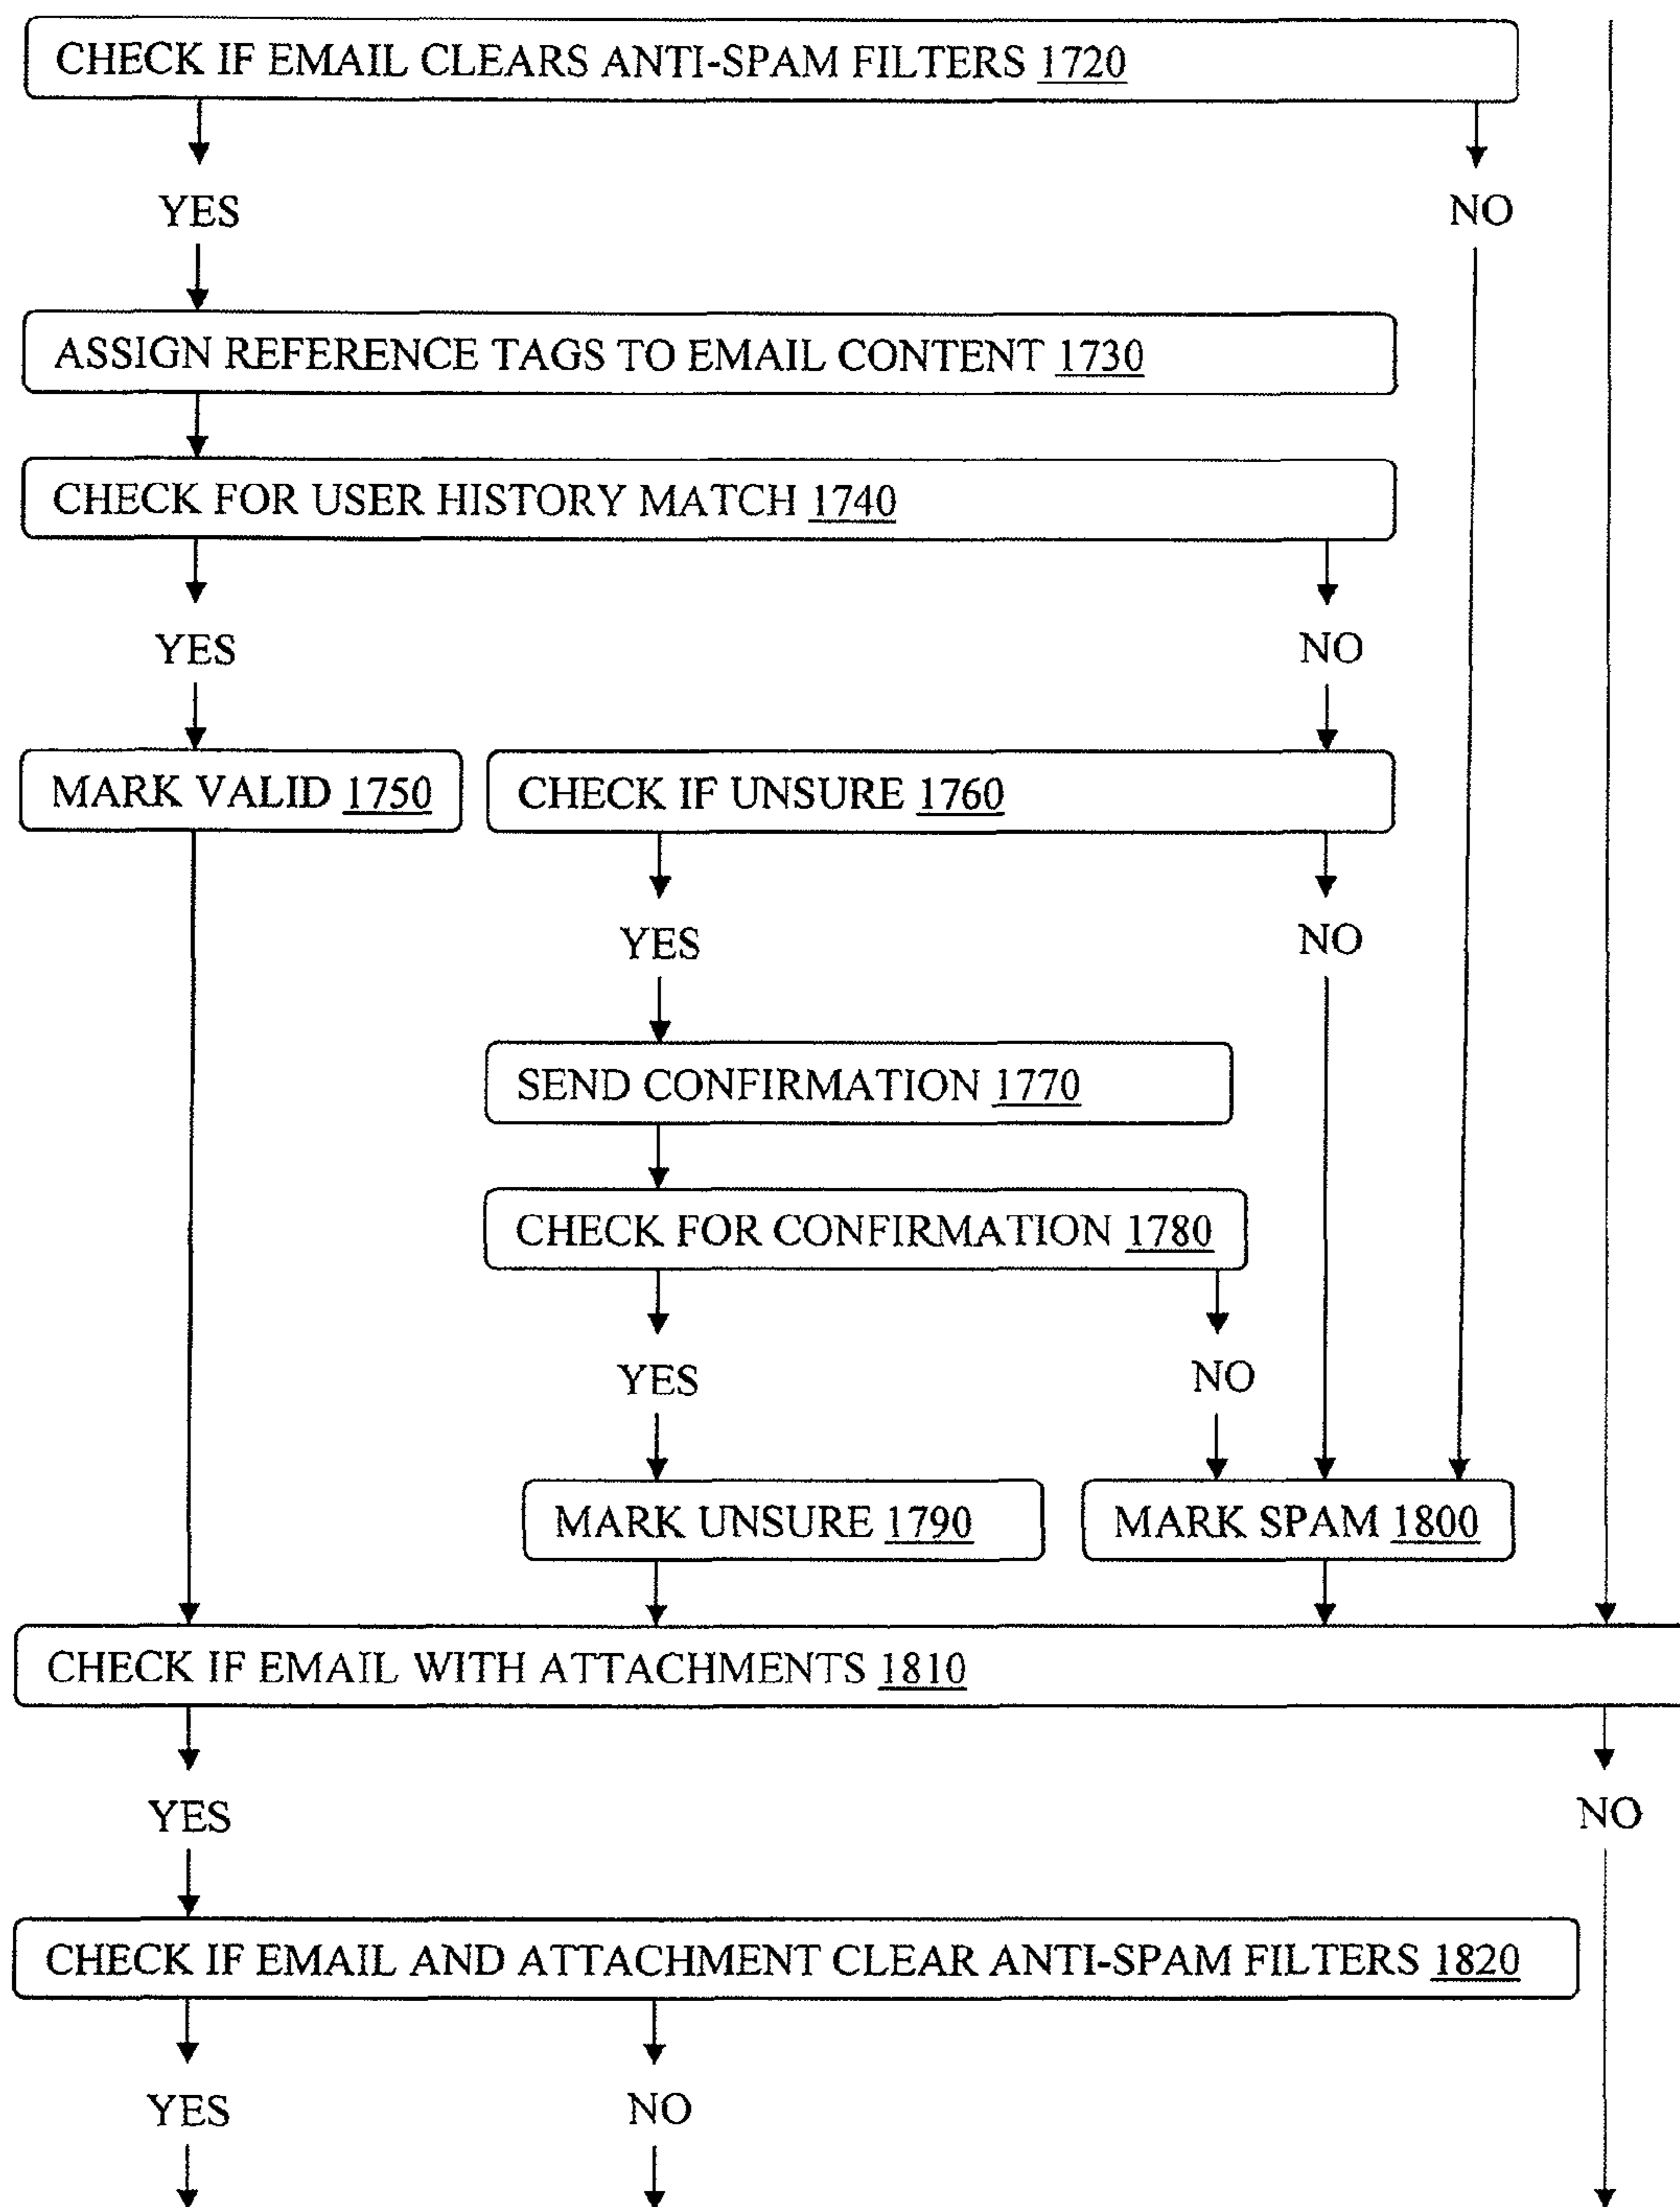 CHECK IF EMAIL CLEARS ANTI-SPAM FILTERS 1720
YES
NO
ASSIGN REFERENCE TAGS TO EMAIL CONTENT 1730
CHECK FOR USER HISTORY MATCH 1740
YES
NO
MARK VALID 1750
CHECK IF UNSURE 1760
YES
NO
SEND CONFIRMATION 1770
CHECK FOR CONFIRMATION 1780
YES
NO
MARK UNSURE 1790
MARK SPAM 1800
CHECK IF EMAIL WITH ATTACHMENTS 1810
YES
NO
CHECK IF EMAIL AND ATTACHMENT CLEAR ANTI-SPAM FILTERS 1820
YES
NO